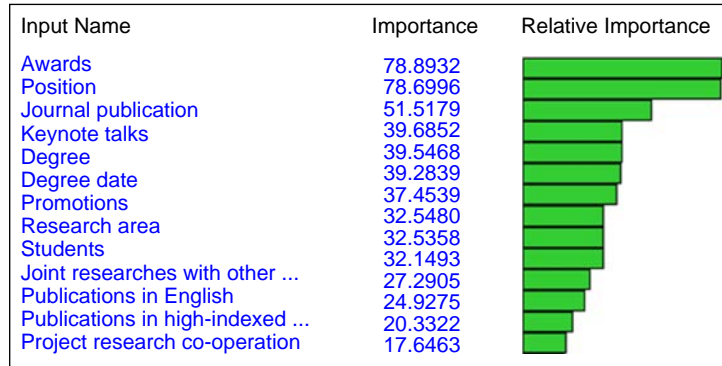 Input Name
Awards
Position
Journal publication
Keynote talks
Degree
Degree date
Promotions
Research area
Students
Joint researches with other ...
Publications in English
Publications in high-indexed ...
Project research co-operation
Importance
78.8932
78.6996
51.5179
39.6852
39.5468
39.2839
37.4539
32.5480
32.5358
32.1493
27.2905
24.9275
20.3322
17.6463
Relative Importance